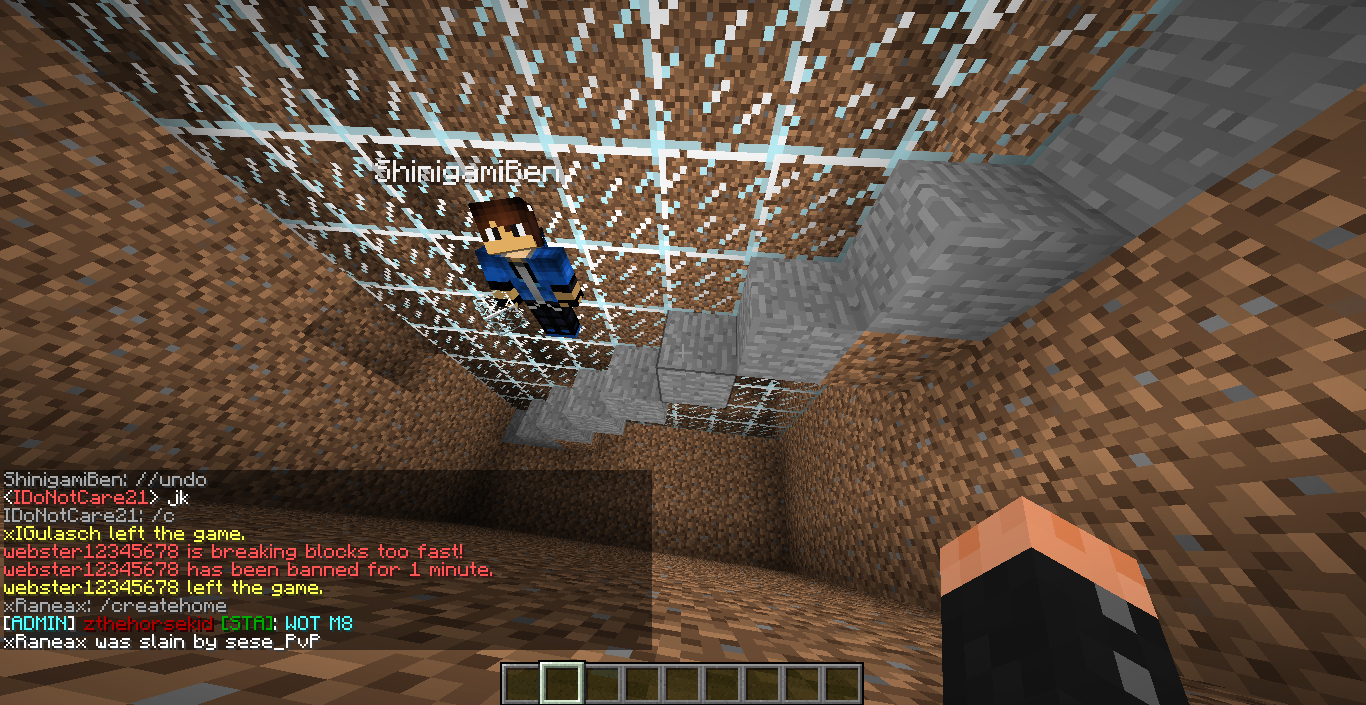 ShinigamiBen
ShinigamiBen: //undo
<IDoNotCare21> jk
IDoNotCare21: /c
xIGulasch left the game.
webster12345678 is breaking blocks too fast!
webster12345678 has been banned for 1 minute.
webster12345678 left the game.
xRaneax: /createhome
[ADMIN] zthehorsekid [STA]: WOT M8
xRaneax was slain by sese_PvP